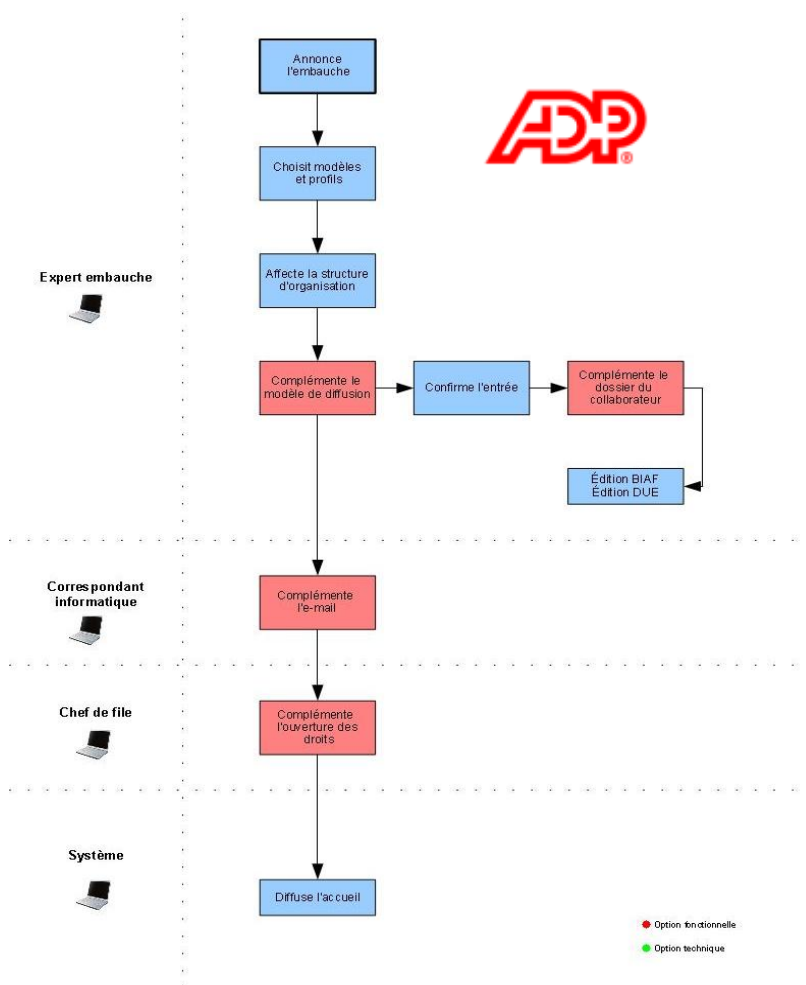 Annonce
l'embauche
ADP
®
Choisit modèles
et profils
Expert embauche
Affecte la structure
d'organisation
Complémente le
modèle de diffusion
Confirme l'entrée
Complémente le
dossier du
collaborateur
Édition BIAF
Édition DUE
Correspondant
informatique
Complémente
l'e-mail
Chef de file
Complémente
l'ouverture des
droits
Système
Diffuse l'accueil
Option fonctionnelle
Option technique